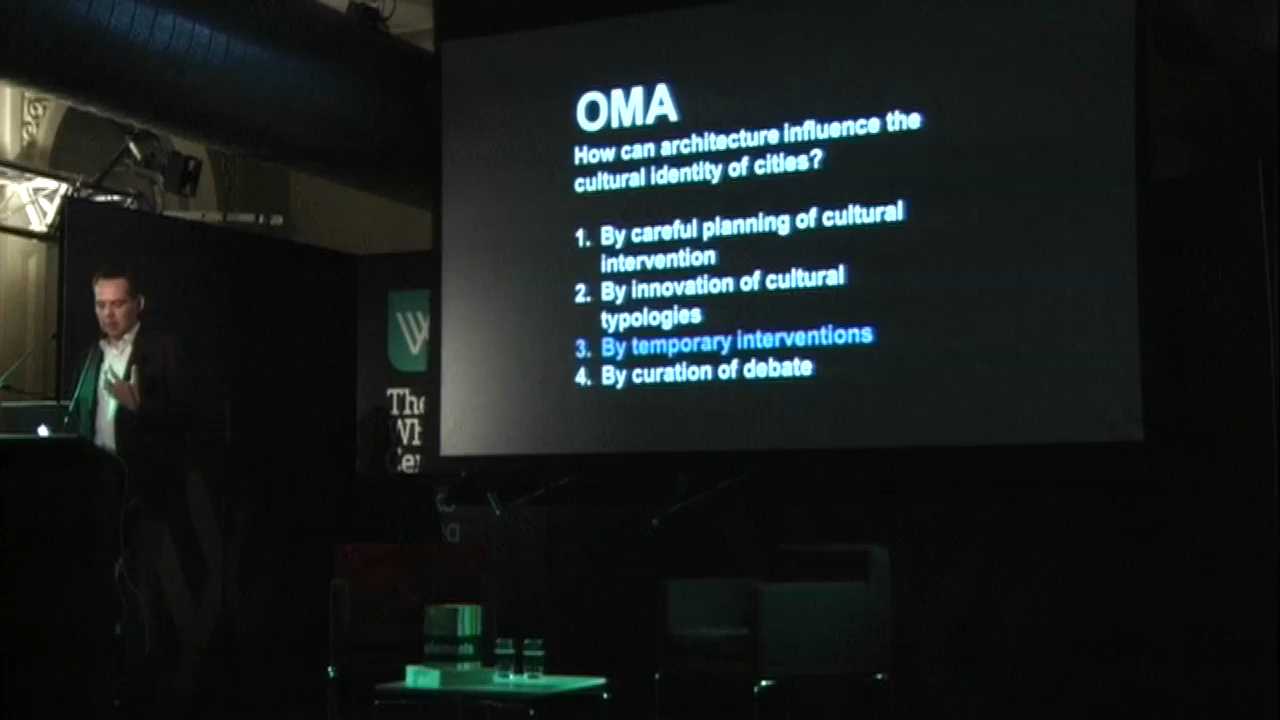 OMA
How can architecture influence the
cultural identity of cities?
1. By careful planning of cultural
intervention
2. By innovation of cultural
typologies
3. By temporary interventions
4. By curation of debate
The
elements